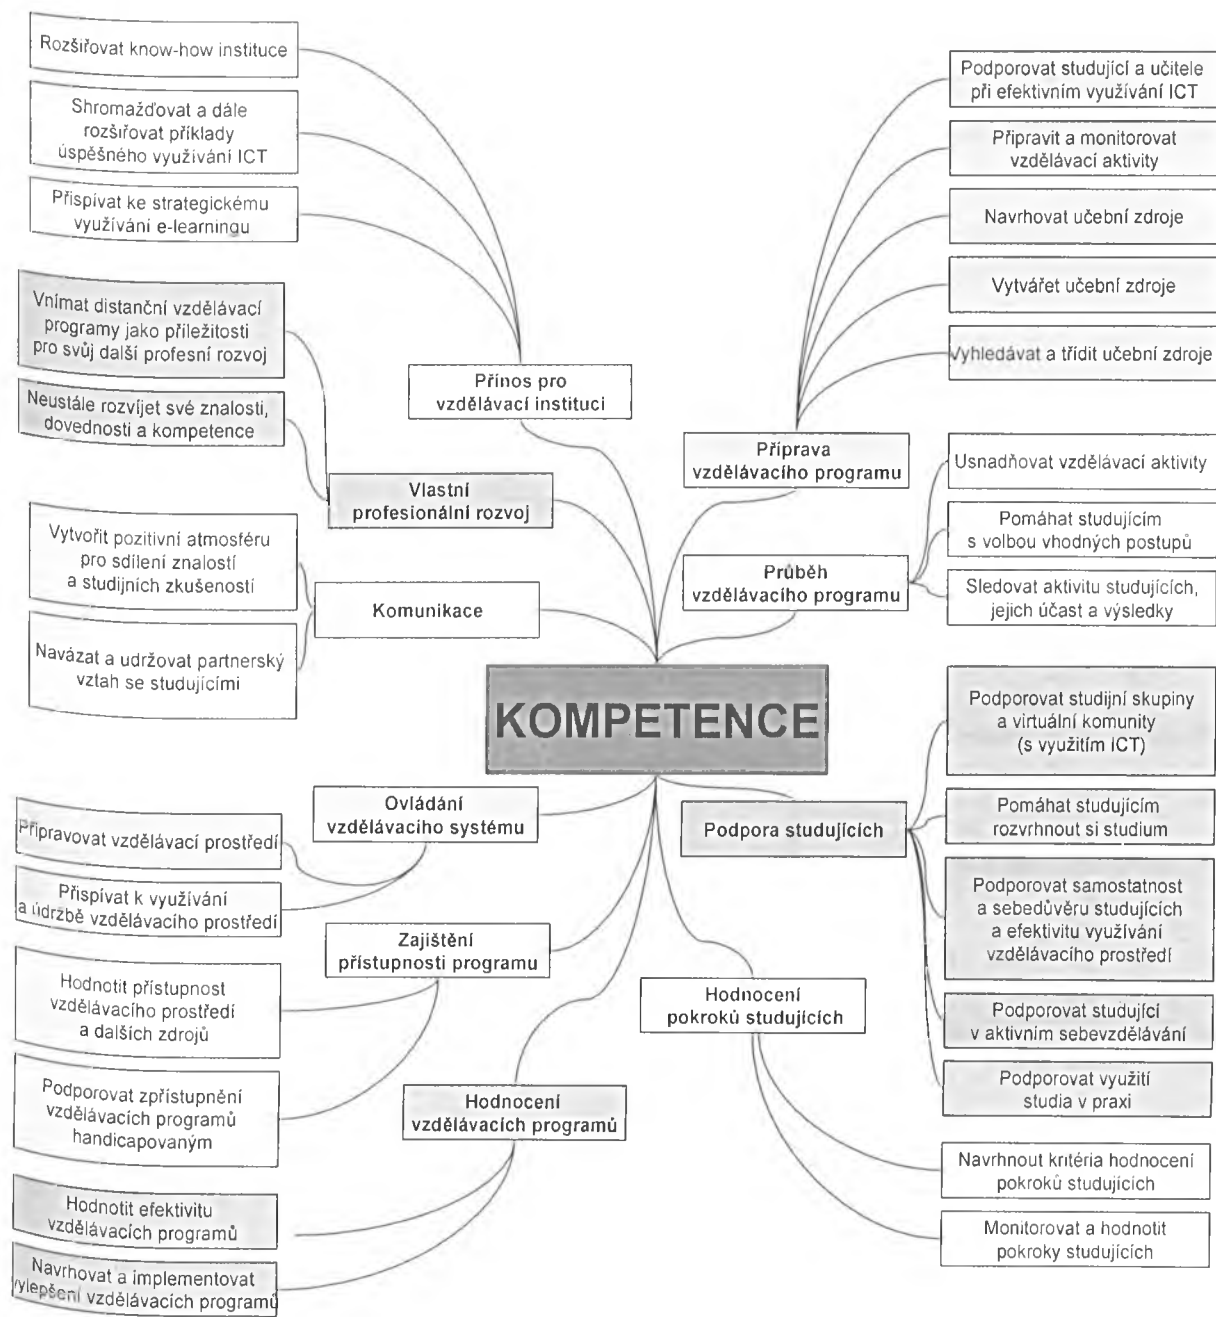 Rozšiřovat know-how instituce
Shromažďovat a dále
rozšiřovat příklady
úspěšného využívání ICT
Přispívat ke strategickému
využívání e-learningu
Vnímat distanční vzdělávací
programy jako příležitosti
pro svůj další profesní rozvoj
Neustále rozvíjet své znalosti,
dovednosti a kompetence
Vytvořit pozitivní atmosféru
pro sdílení znalostí
a studijních zkušeností
Navázat a udržovat partnerský
vztah se studujícími
Přínos pro
vzdělávací instituci
Vlastní
profesionální rozvoj
Komunikace
Podporovat studující a učitele
při efektivním využívání ICT
Připravit a monitorovat
vzdělávací aktivity
Navrhovat učební zdroje
Vytvářet učební zdroje
Vyhledávat a třídit učební zdroje
Příprava
vzdělávacího programu
Usnadňovat vzdělávací aktivity
Pomáhat studujícím
s volbou vhodných postupů
Sledovat aktivitu studujících,
jejich účast a výsledky
Průběh
vzdělávacího programu
KOMPETENCE
Ovládání
vzdělávacího systému
Připravovat vzdělávací prostředí
Přispívat k využívání
a údržbě vzdělávacího prostředí
Zajištění
přístupnosti programu
Hodnotit přístupnost
vzdělávacího prostředí
a dalších zdrojů
Podporovat zpřístupnění
vzdělávacích programů
handicapovaným
Hodnocení
vzdělávacích programů
Hodnotit efektivitu
vzdělávacích programů
Navrhovat a implementovat
vylepšení vzdělávacích programů
Podpora studujících
Podporovat studijní skupiny
a virtuální komunity
(s využitím ICT)
Pomáhat studujícím
rozvrhnout si studium
Podporovat samostatnost
a sebedůvěru studujících
a efektivitu využívání
vzdělávacího prostředí
Podporovat studující
v aktivním sebevzdělávání
Podporovat využití
studia v praxi
Hodnocení
pokroků studujících
Navrhnout kritéria hodnocení
pokroků studujících
Monitorovat a hodnotit
pokroky studujících